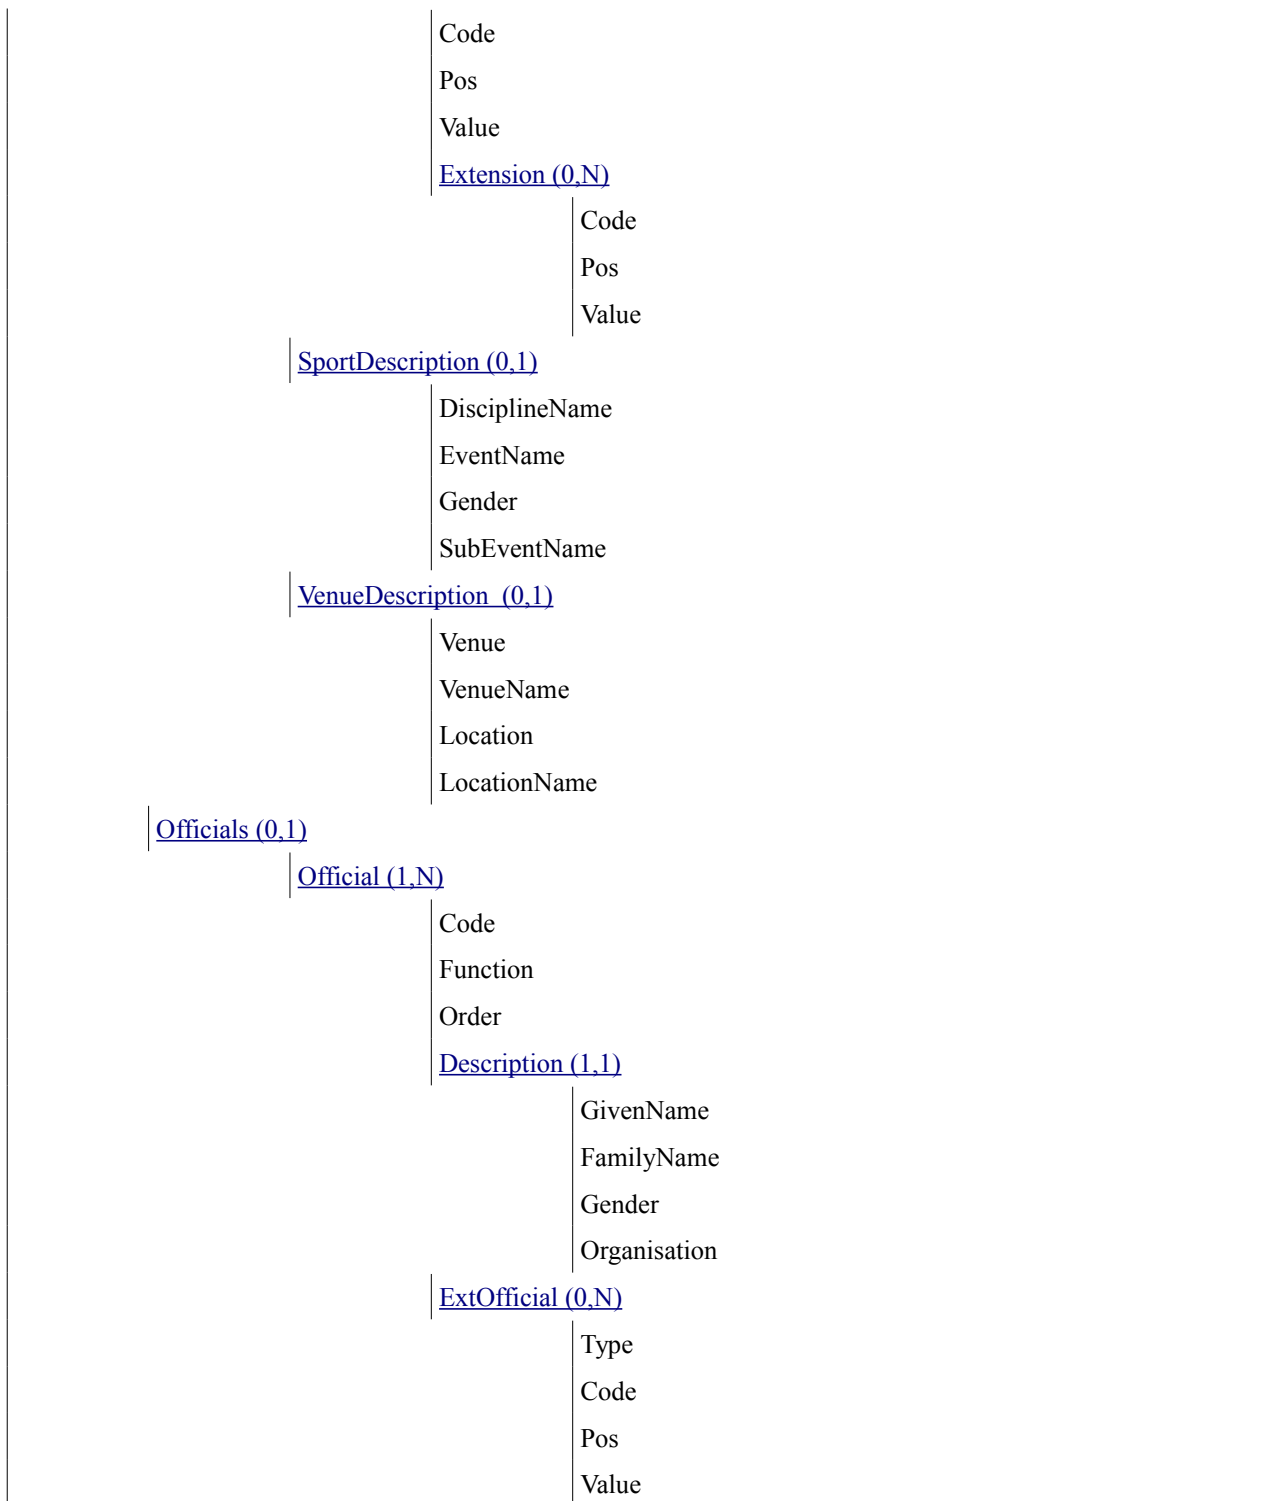 Code
Pos
Value
Extension (0,N)
Code
Pos
Value
SportDescription (0,1)
DisciplineName
EventName
Gender
SubEventName
VenueDescription  (0,1)
Venue
VenueName
Location
LocationName
Officials (0,1)
Official (1,N)
Code
Function
Order
Description (1,1)
GivenName
FamilyName
Gender
Organisation
ExtOfficial (0,N)
Type
Code
Pos
Value